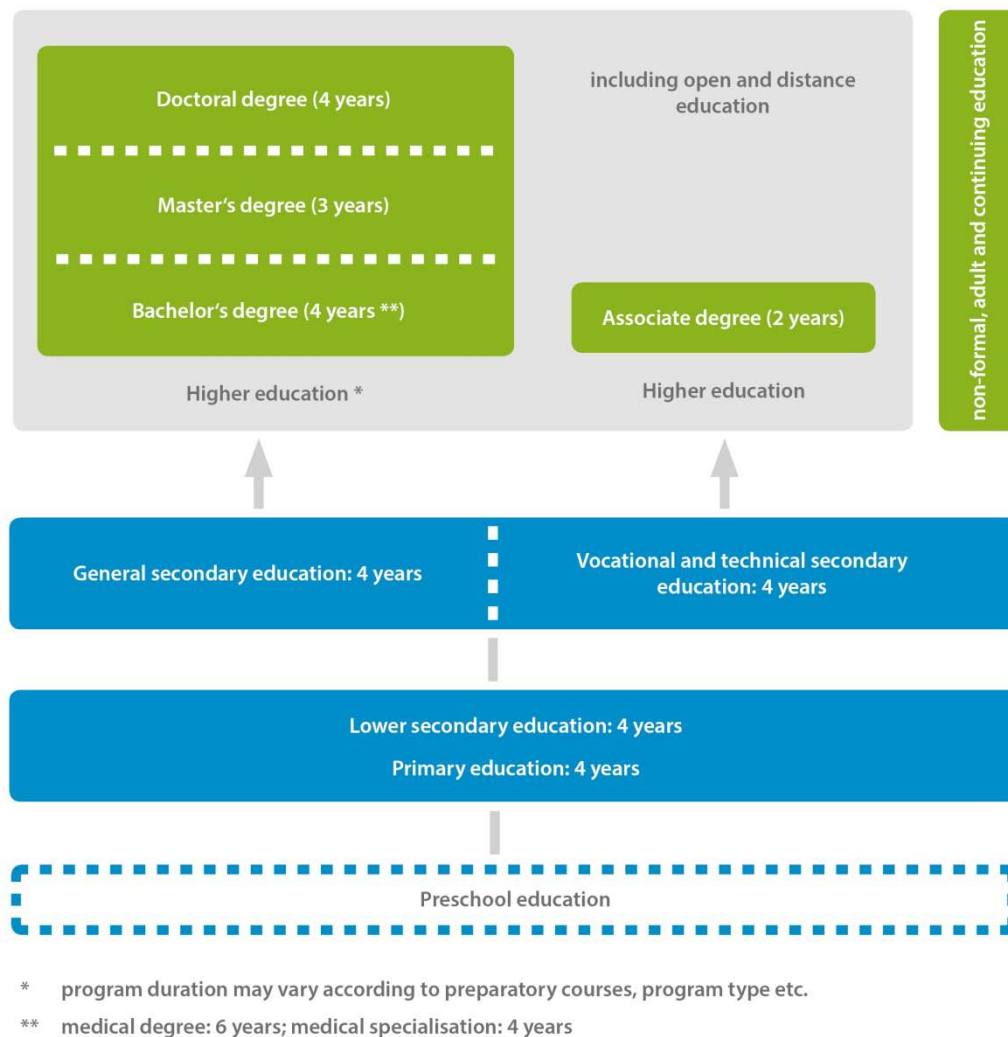 Doctoral degree (4 years)
Master’s degree (3 years)
Bachelor‘s degree (4 years **)
Higher education *
including open and distance
education
Associate degree (2 years)
Higher education
non-formal, adult and continuing education
General secondary education: 4 years
Vocational and technical secondary
education: 4 years
Lower secondary education: 4 years
Primary education: 4 years
Preschool education
* program duration may vary according to preparatory courses, program type etc.
** medical degree: 6 years; medical specialisation: 4 years